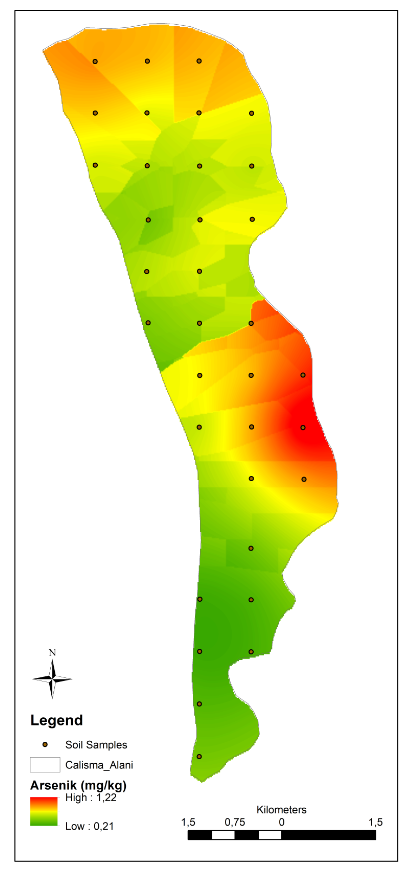 N
Legend
Soil Samples
Calisma_Alani
Arsenik (mg/kg)
High : 1,22
Low : 0,21
Kilometers
1,5 0,75 0 1,5